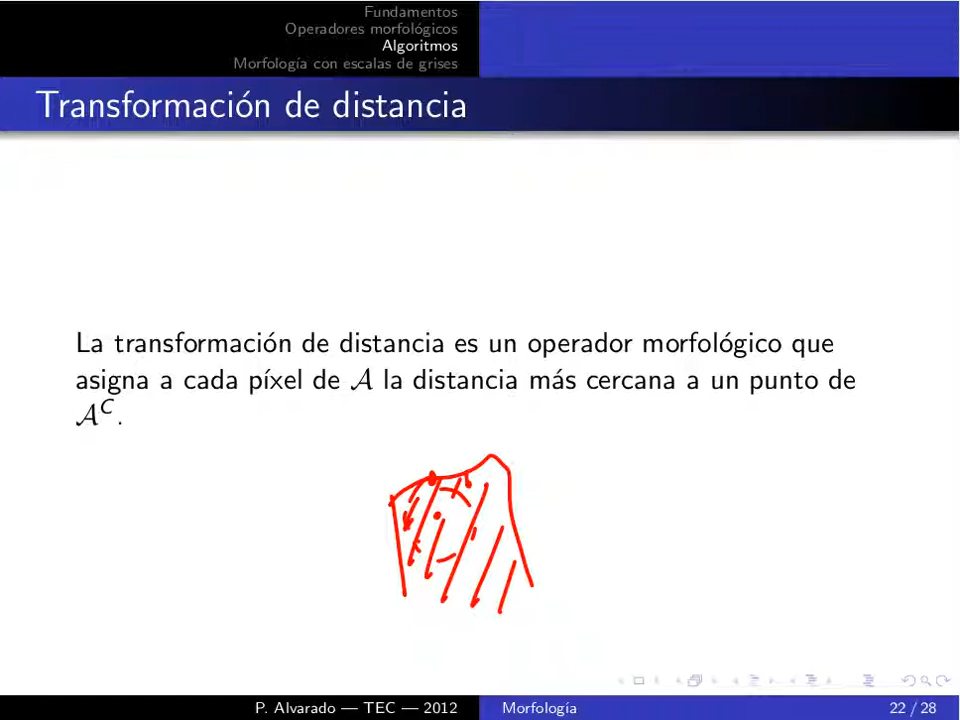 Fundamentos
Operadores morfológicos
Algoritmos
Morfología con escalas de grises
Transformación de distancia
La transformación de distancia es un operador morfológico que
asigna a cada píxel de 𝒜 la distancia más cercana a un punto de
𝒜^C.
P. Alvarado — TEC — 2012
Morfología
22 / 28